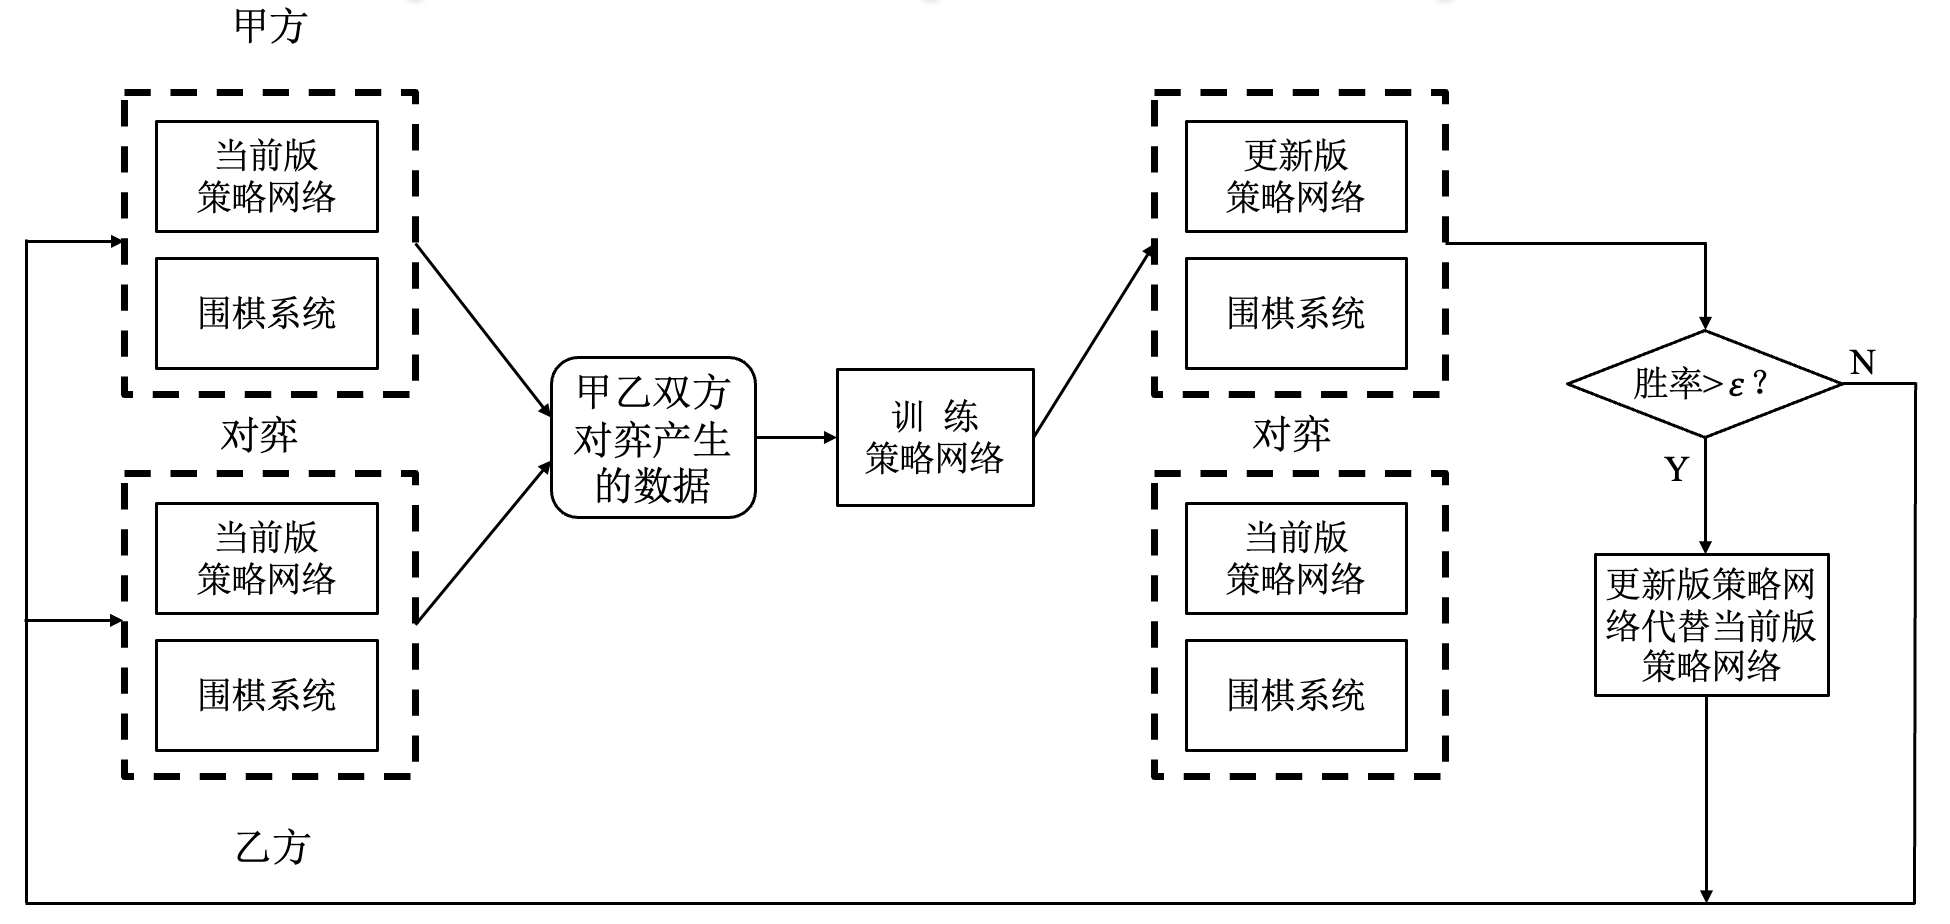 甲方
当前版
策略网络
围棋系统
对弈
当前版
策略网络
围棋系统
乙方
甲乙双方
对弈产生
的数据
训 练
策略网络
更新版
策略网络
围棋系统
对弈
当前版
策略网络
围棋系统
胜率>ε？
N
Y
更新版策略网
络代替当前版
策略网络